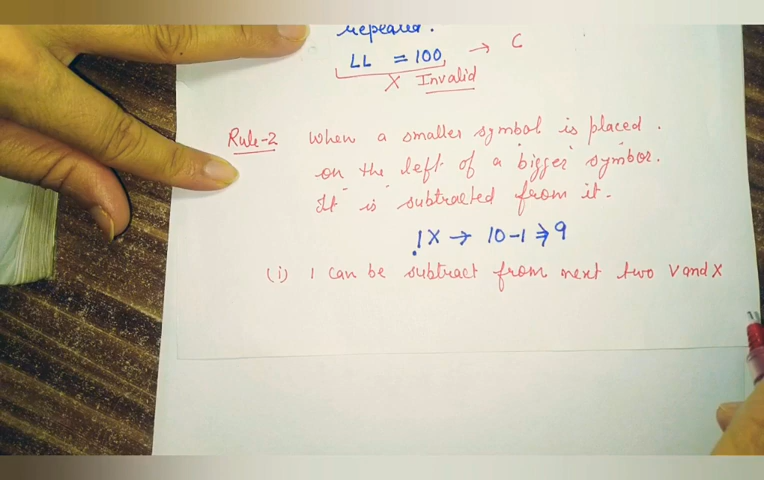 repeated.
LL = 100, → C
X Invalid
Rule-2 When a smaller symbol is placed.
on the left of a bigger symbol.
It is subtracted from it.
IX → 10-1 ⇒ 9
(i) I can be subtract from next two V and X